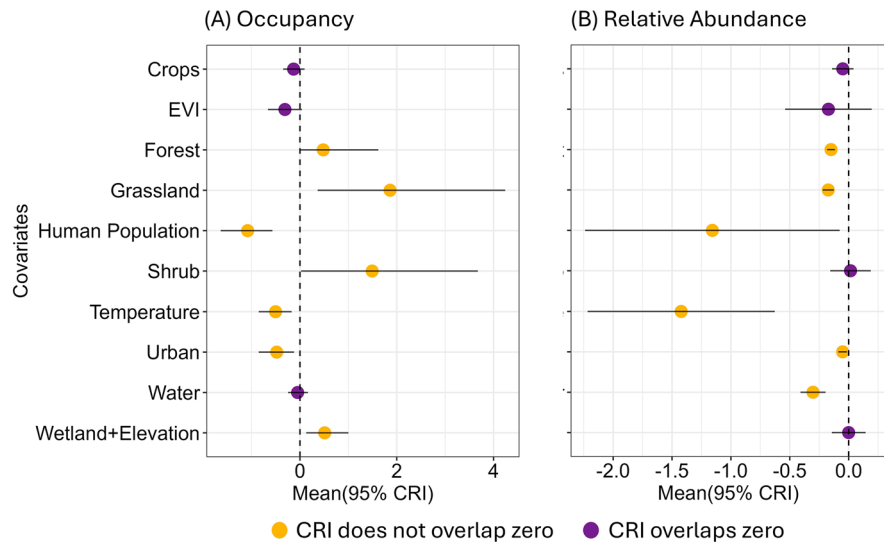 (A) Occupancy
(B) Relative Abundance
Covariates
Crops
EVI
Forest
Grassland
Human Population
Shrub
Temperature
Urban
Water
Wetland+Elevation
0 2 4
Mean(95% CRI)
-2.0 -1.5 -1.0 -0.5 0.0
Mean(95% CRI)
CRI does not overlap zero
CRI overlaps zero